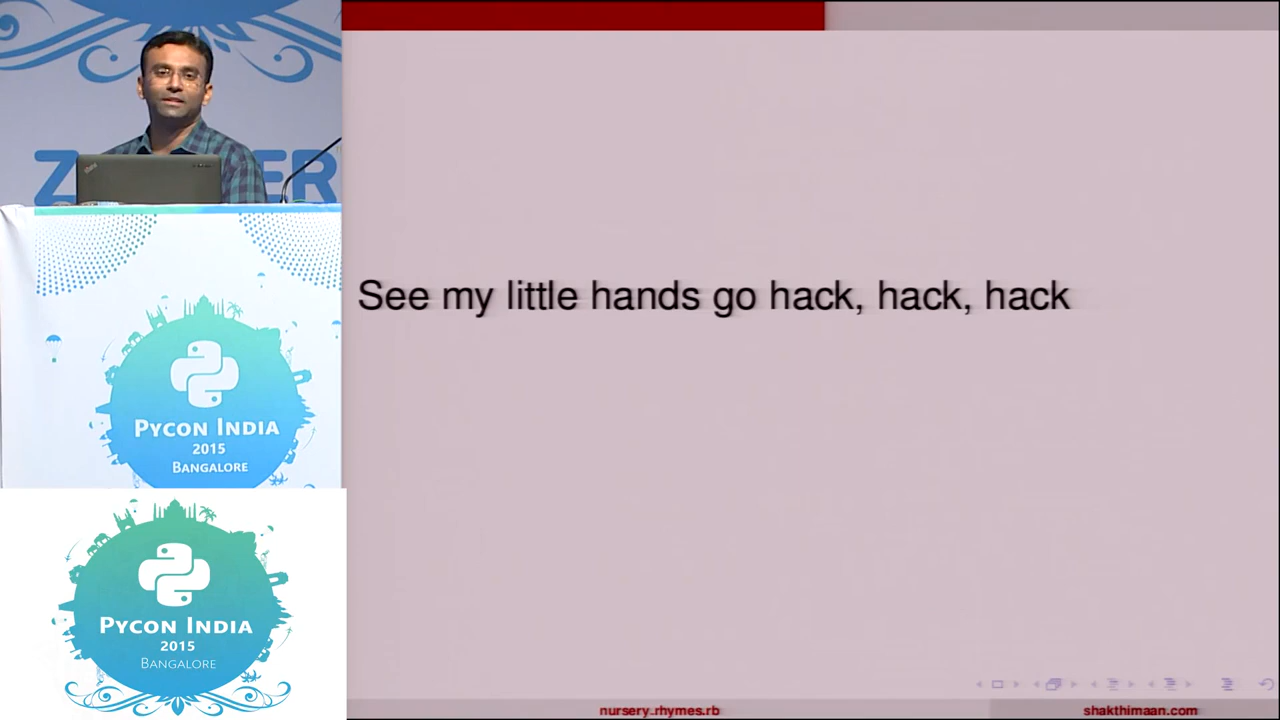 See my little hands go hack, hack, hack
PYCON INDIA
2015
BANGALORE
PYCON INDIA
2015
BANGALORE
nursery_rhymes.rb
shakthimaan.com